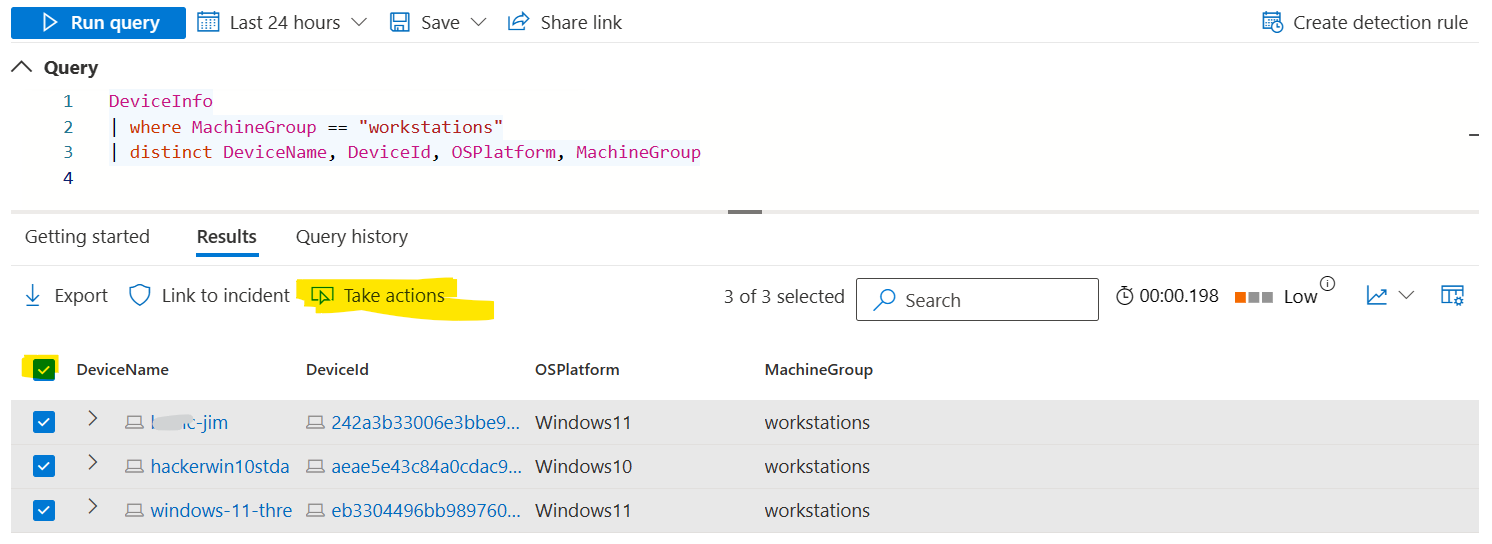 Run query Last 24 hours Save Share link Create detection rule
Query
1 DeviceInfo
2 | where MachineGroup == "workstations"
3 | distinct DeviceName, DeviceId, OSPlatform, MachineGroup
4
Getting started Results Query history
Export Link to incident Take actions 3 of 3 selected Search 00:00.198 Low
DeviceName DeviceId OSPlatform MachineGroup
-jim 242a3b33006e3bbe9... Windows11 workstations
hackerwin10stda aeae5e43c84a0cdac9... Windows10 workstations
windows-11-thre eb3304496bb989760... Windows11 workstations